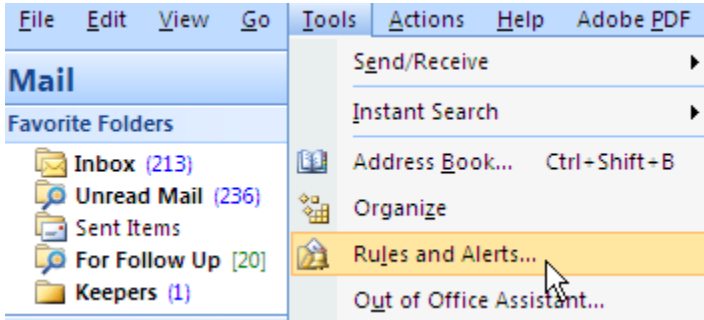 File Edit View Go Tools Actions Help Adobe PDF
Mail
Favorite Folders
Inbox (213)
Unread Mail (236)
Sent Items
For Follow Up [20]
Keepers (1)
Send/Receive
Instant Search
Address Book... Ctrl+Shift+B
Organize
Rules and Alerts...
Out of Office Assistant...